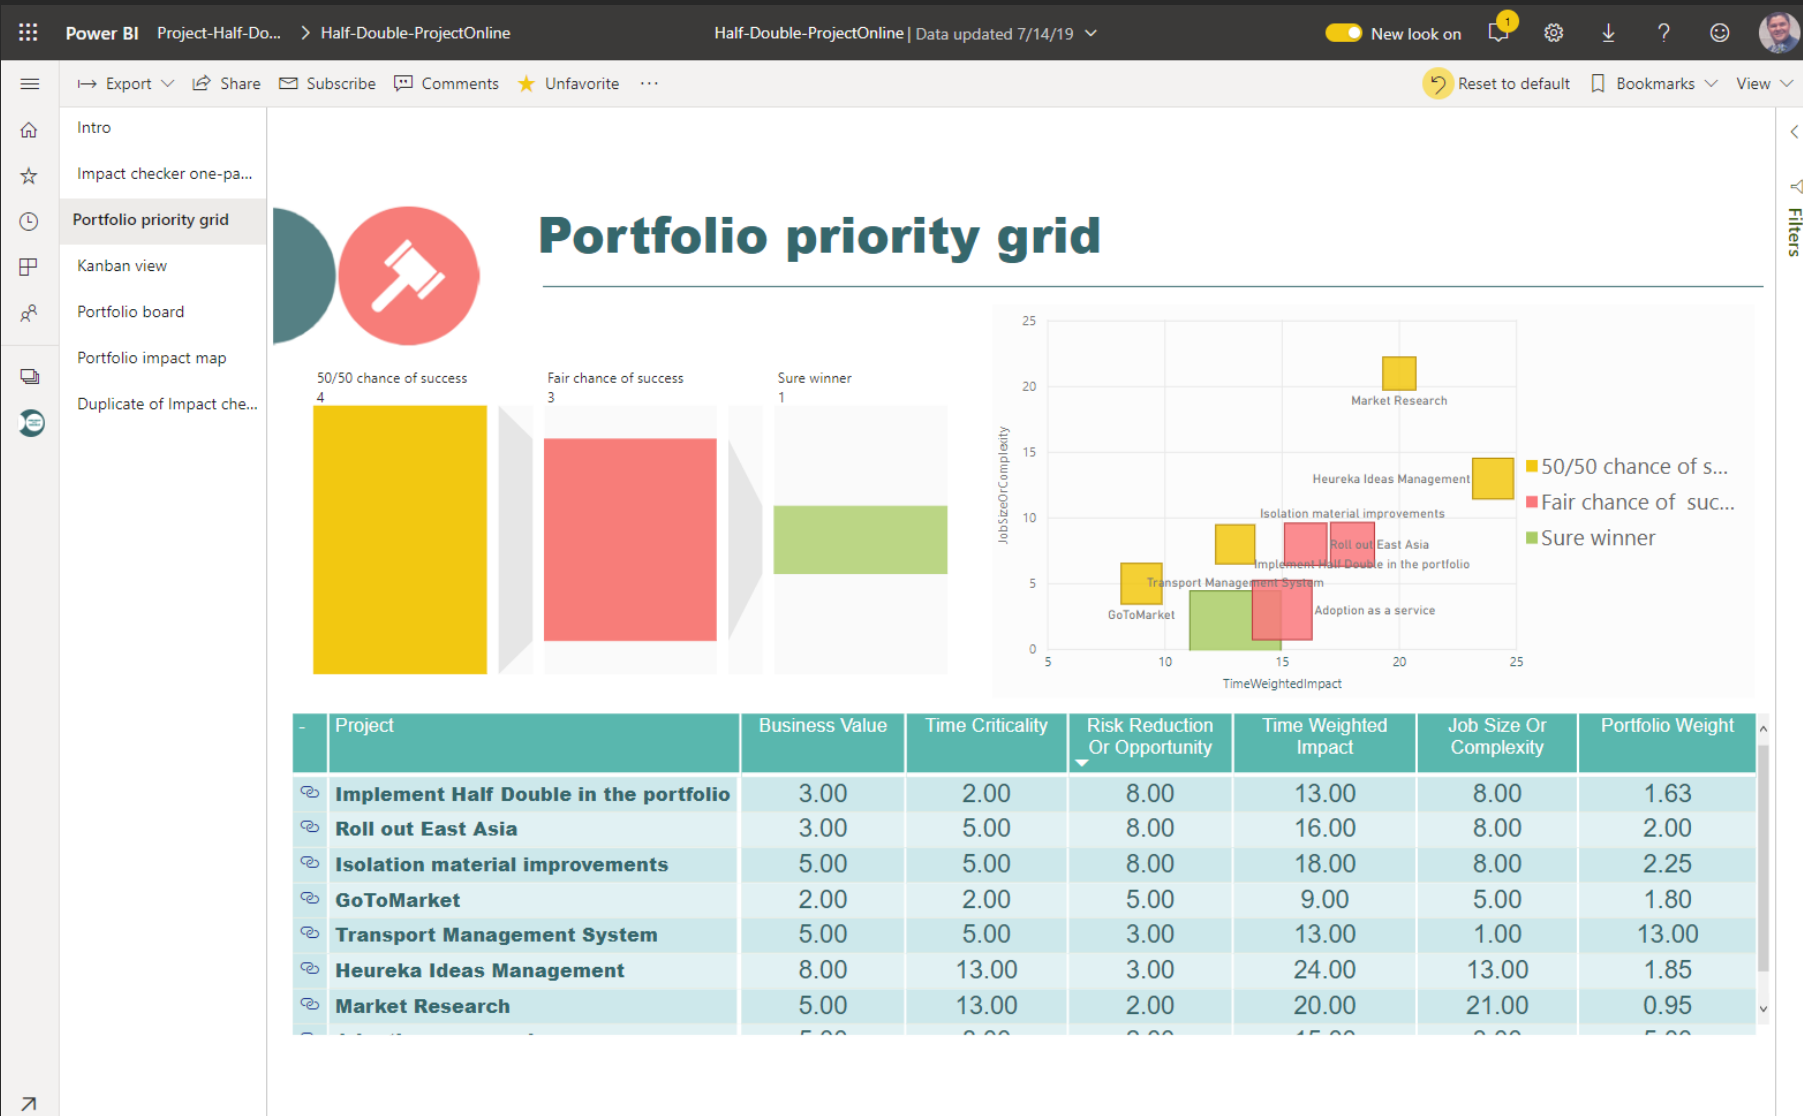 Power BI Project-Half-Do... Half-Double-ProjectOnline Half-Double-ProjectOnline | Data updated 7/14/19 New look on 1 ?
Export Share Subscribe Comments Unfavorite ... Reset to default Bookmarks View
Intro
Impact checker one-pa...
Portfolio priority grid
Kanban view
Portfolio board
Portfolio impact map
Duplicate of Impact che...
Filters
Portfolio priority grid
50/50 chance of success
4
Fair chance of success
3
Sure winner
1
25
20
15
10
5
0
JobSizeOrComplexity
Market Research
Heureka Ideas Management
Isolation material improvements
Roll out East Asia
Implement Half Double in the portfolio
Transport Management System
GoToMarket
Adoption as a service
5 10 15 20 25
TimeWeightedImpact
50/50 chance of s...
Fair chance of suc...
Sure winner
- Project Business Value Time Criticality Risk Reduction Or Opportunity Time Weighted Impact Job Size Or Complexity Portfolio Weight
Implement Half Double in the portfolio 3.00 2.00 8.00 13.00 8.00 1.63
Roll out East Asia 3.00 5.00 8.00 16.00 8.00 2.00
Isolation material improvements 5.00 5.00 8.00 18.00 8.00 2.25
GoToMarket 2.00 2.00 5.00 9.00 5.00 1.80
Transport Management System 5.00 5.00 3.00 13.00 1.00 13.00
Heureka Ideas Management 8.00 13.00 3.00 24.00 13.00 1.85
Market Research 5.00 13.00 2.00 20.00 21.00 0.95